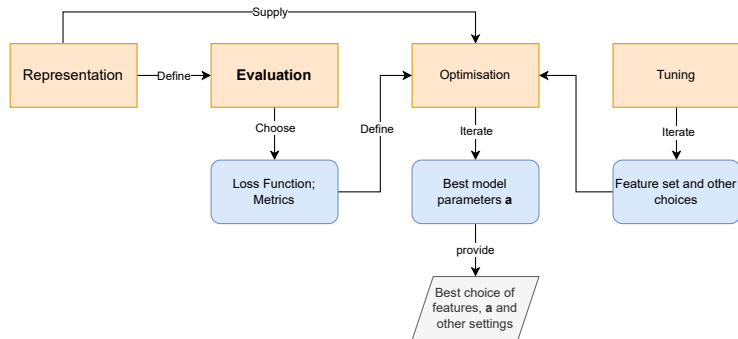 Supply
Representation
Define
Evaluation
Optimisation
Tuning
Choose
Define
Iterate
Iterate
Loss Function;
Metrics
Best model
parameters a
Feature set and other
choices
provide
Best choice of
features, a and
other settings